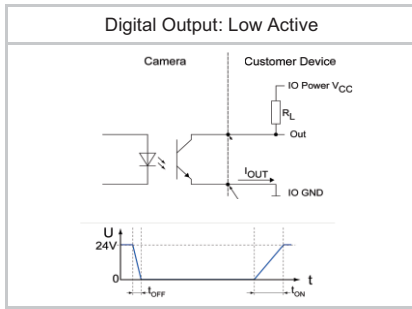 Digital Output: Low Active
Camera
Customer Device
IO Power VCC
RL
Out
IOUT
IO GND
U
24V
0
t
tOFF
tON